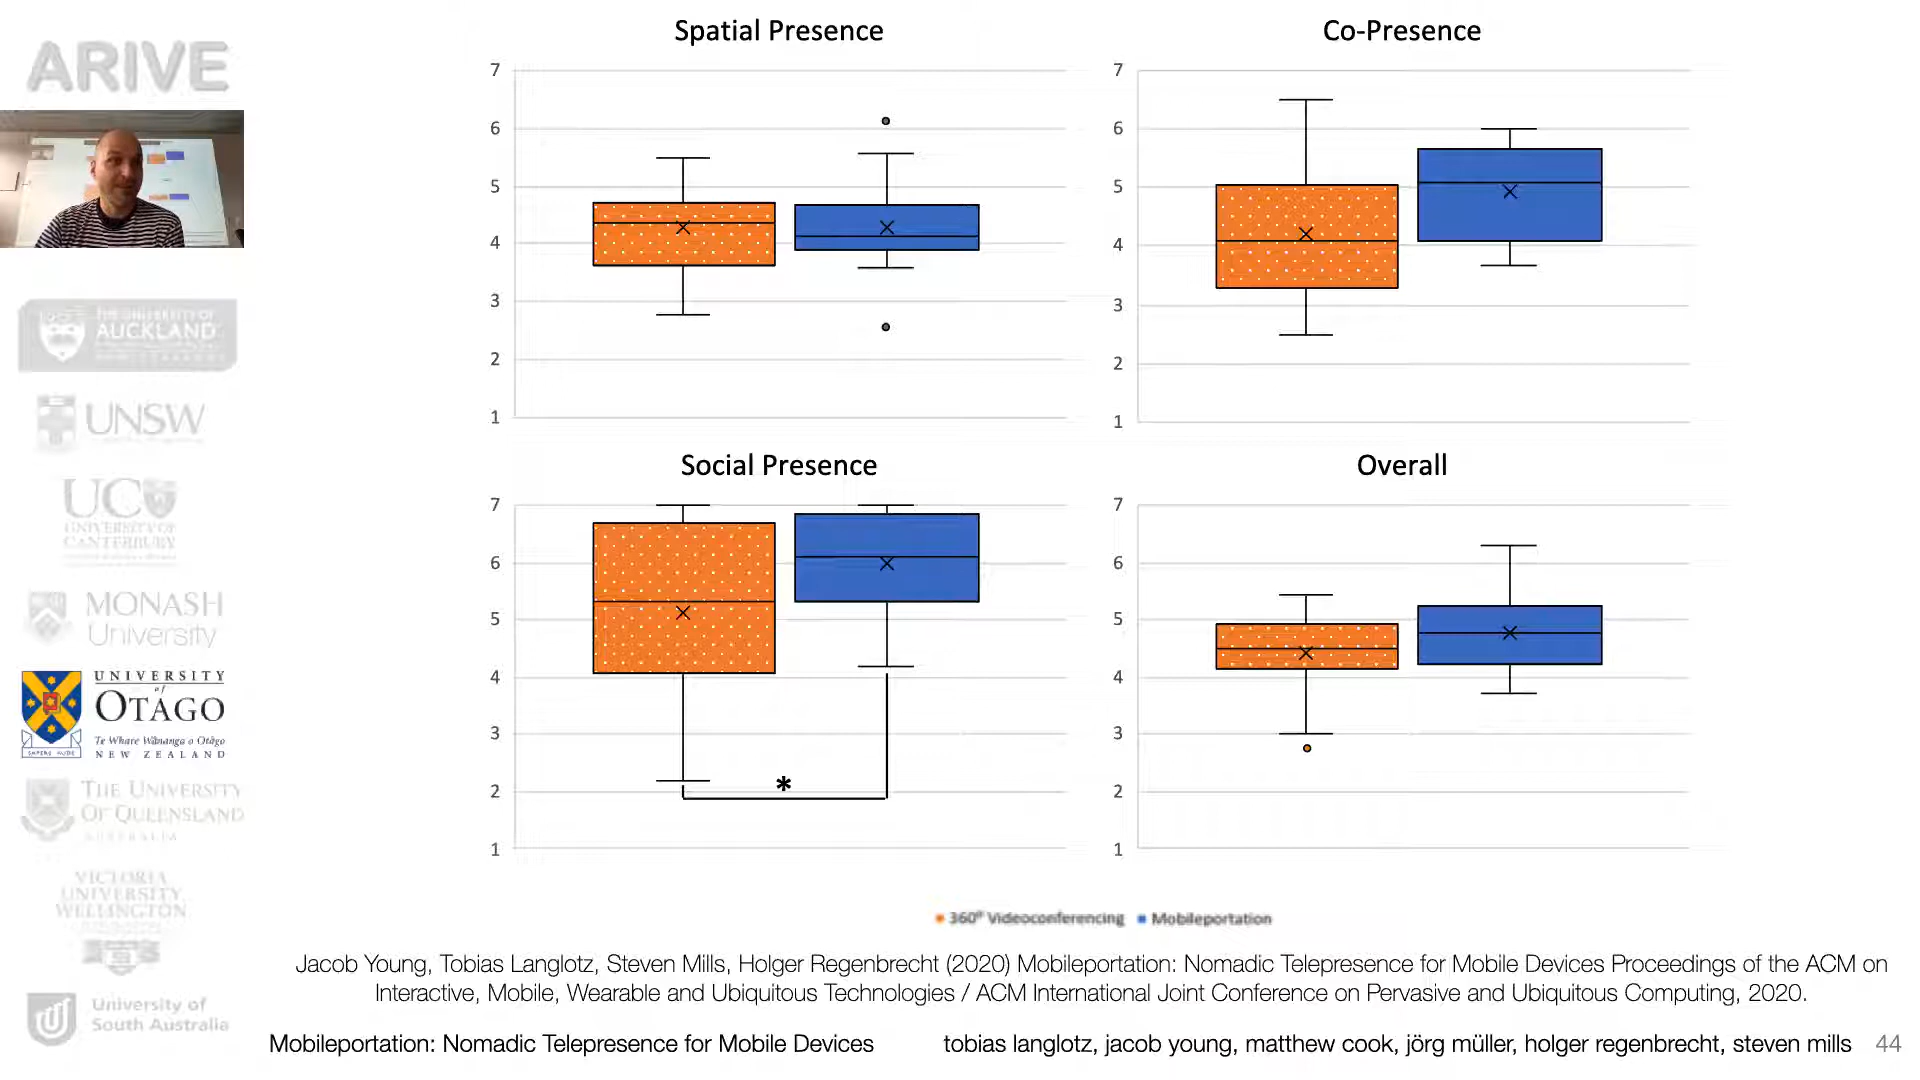 ARIVE
THE UNIVERSITY OF
AUCKLAND
UNSW
UC
UNIVERSITY OF
CANTERBURY
MONASH
University
UNIVERSITY
of
OTAGO
Te Whare Wānanga o Otāgo
NEW ZEALAND
SAPERE AUDE
THE UNIVERSITY
OF QUEENSLAND
AUSTRALIA
VICTORIA
UNIVERSITY
WELLINGTON
University of
South Australia
Spatial Presence
7
6
5
4
3
2
1
Co-Presence
7
6
5
4
3
2
1
Social Presence
7
6
5
4
3
2
1
*
Overall
7
6
5
4
3
2
1
360° Videoconferencing
Mobileportation
Jacob Young, Tobias Langlotz, Steven Mills, Holger Regenbrecht (2020) Mobileportation: Nomadic Telepresence for Mobile Devices Proceedings of the ACM on
Interactive, Mobile, Wearable and Ubiquitous Technologies / ACM International Joint Conference on Pervasive and Ubiquitous Computing, 2020.
Mobileportation: Nomadic Telepresence for Mobile Devices
tobias langlotz, jacob young, matthew cook, jörg müller, holger regenbrecht, steven mills
44